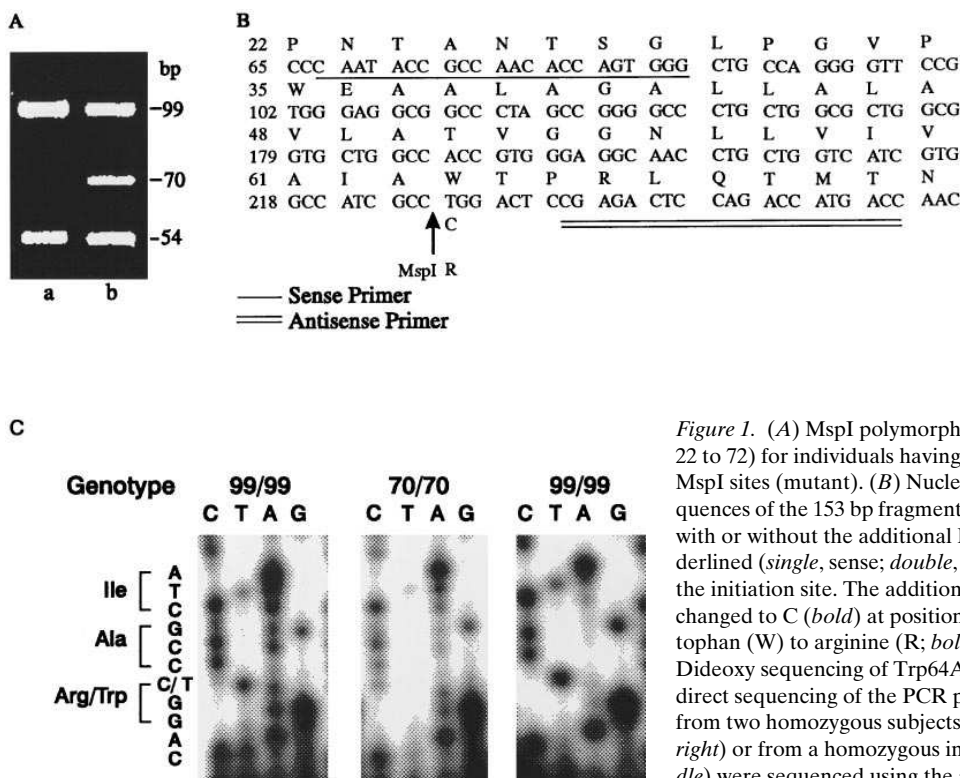 A
bp
99
70
54
a b
B
22 P N T A N T S G L P G V P
65 CCC AAT ACC GCC AAC ACC AGT GGG CTG CCA GGG GTT CCG
35 W E A A L A G A L L A L A
102 TGG GAG GCG GCC CTA GCC GGG GCC CTG CTG GCG CTG GCG
48 V L A T V G G N L L V I V
179 GTG CTG GCC ACC GTG GGA GGC AAC CTG CTG GTC ATC GTG
61 A I A W T P R L Q T M T N
218 GCC ATC GCC TGG ACT CCG AGA CTC CAG ACC ATG ACC AAC
C
MspI R
Sense Primer
Antisense Primer
C
Genotype 99/99 70/70 99/99
C T A G C T A G C T A G
Ile A T C
Ala G C C
Arg/Trp C/T G G
A
C
Figure 1. (A) MspI polymorph
22 to 72) for individuals having
MspI sites (mutant). (B) Nucle
quences of the 153 bp fragment
with or without the additional
derlined (single, sense; double,
the initiation site. The addition
changed to C (bold) at position
tophan (W) to arginine (R; bol
Dideoxy sequencing of Trp64A
direct sequencing of the PCR p
from two homozygous subjects
right) or from a homozygous in
dle) were sequenced using the